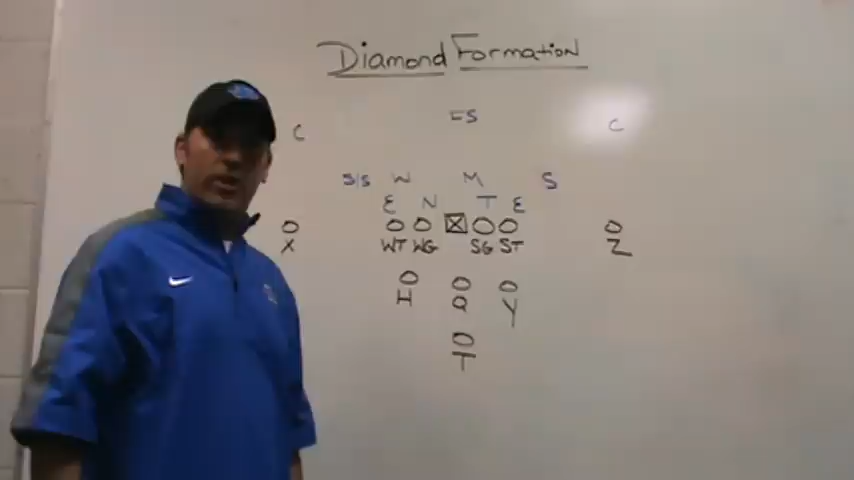 Diamond Formation
FS
C C
S/S W M S
E N T E
X WT WG SG ST Z
H Q Y
T